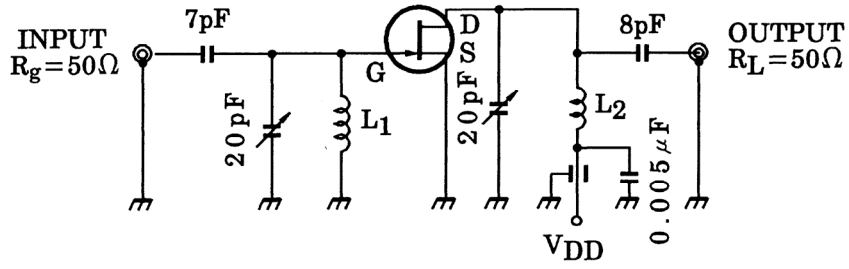 7pF
INPUT
Rg=50Ω
20pF
L1
G
D
S
20pF
8pF
OUTPUT
RL=50Ω
L2
0.005μF
VDD